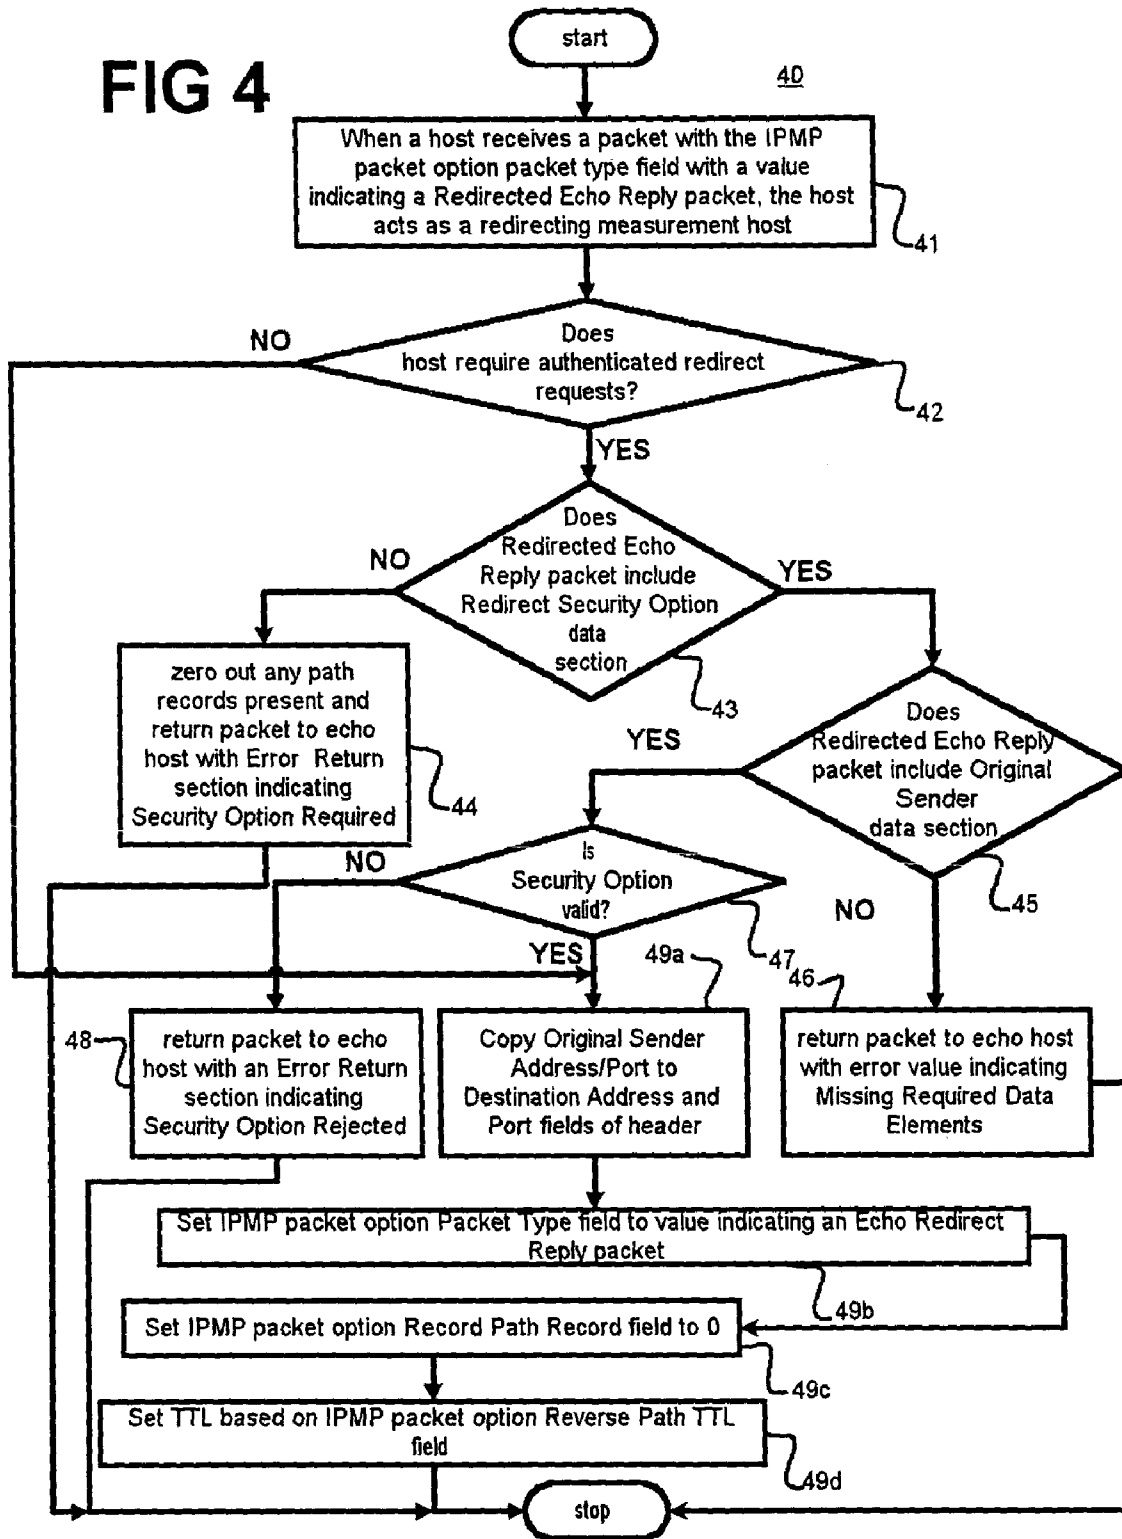 start
FIG 4
40
When a host receives a packet with the IPMP
packet option packet type field with a value
indicating a Redirected Echo Reply packet, the host
acts as a redirecting measurement host
41
NO
Does
host require authenticated redirect
requests?
42
YES
Does
Redirected Echo
Reply packet include
Redirect Security Option
data
section
NO
YES
43
zero out any path
records present and
return packet to echo
host with Error Return
section indicating
Security Option Required
44
Does
Redirected Echo Reply
packet include Original
Sender
data section
YES
45
NO
Is
Security Option
valid?
NO
YES
47
49a
46
48
return packet to echo
host with an Error Return
section indicating
Security Option Rejected
Copy Original Sender
Address/Port to
Destination Address and
Port fields of header
return packet to echo host
with error value indicating
Missing Required Data
Elements
Set IPMP packet option Packet Type field to value indicating an Echo Redirect
Reply packet
49b
Set IPMP packet option Record Path Record field to 0
49c
Set TTL based on IPMP packet option Reverse Path TTL
field
49d
stop